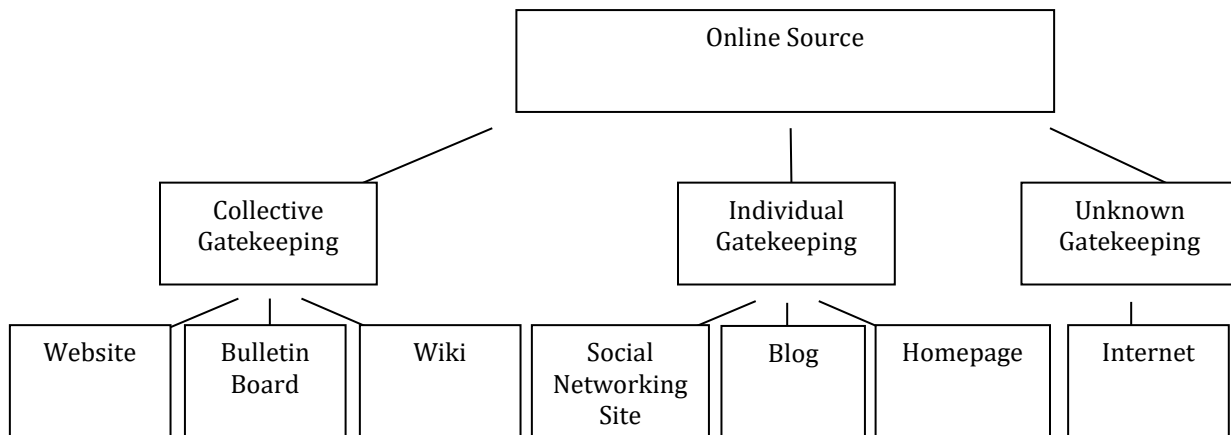 Online Source
Collective
Gatekeeping
Individual
Gatekeeping
Unknown
Gatekeeping
Website
Bulletin
Board
Wiki
Social
Networking
Site
Blog
Homepage
Internet